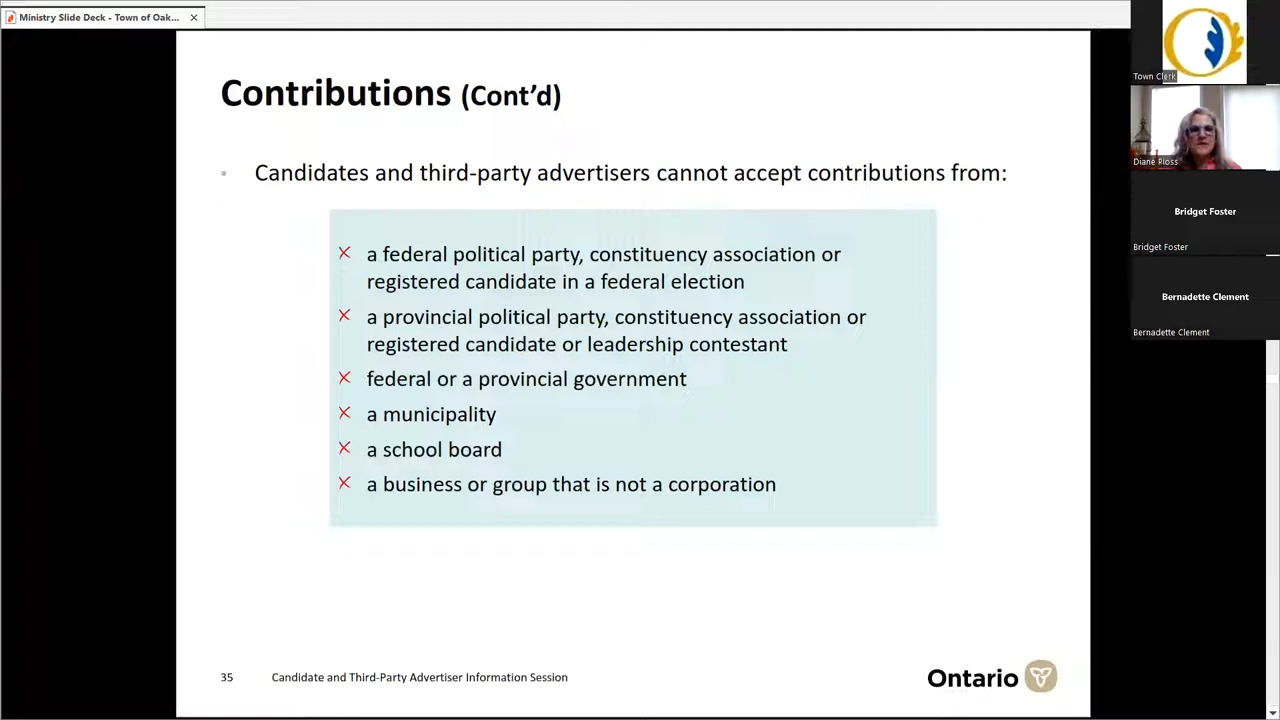 Ministry Slide Deck - Town of Oak...
Contributions (Cont’d)
Candidates and third-party advertisers cannot accept contributions from:
a federal political party, constituency association or
registered candidate in a federal election
a provincial political party, constituency association or
registered candidate or leadership contestant
federal or a provincial government
a municipality
a school board
a business or group that is not a corporation
35
Candidate and Third-Party Advertiser Information Session
Ontario
Town Clerk
Diane Ploss
Bridget Foster
Bridget Foster
Bernadette Clement
Bernadette Clement